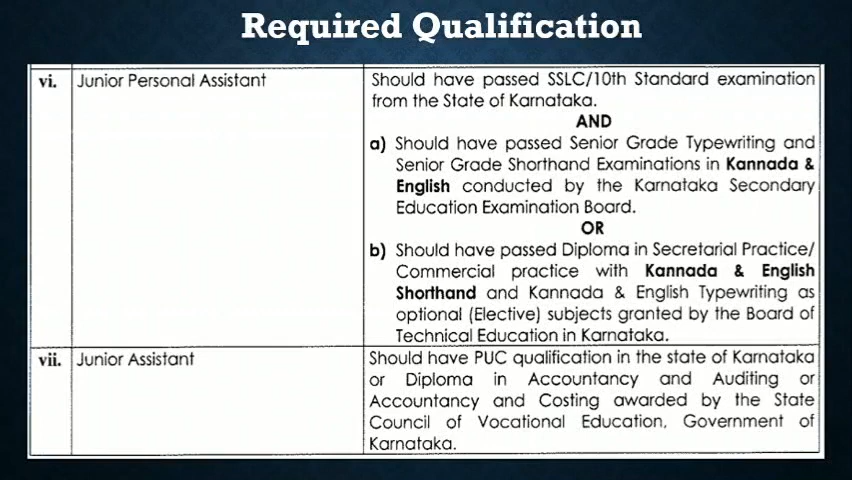 Required Qualification
vi. Junior Personal Assistant Should have passed SSLC/10th Standard examination
from the State of Karnataka.
AND
a) Should have passed Senior Grade Typewriting and
Senior Grade Shorthand Examinations in Kannada &
English conducted by the Karnataka Secondary
Education Examination Board.
OR
b) Should have passed Diploma in Secretarial Practice/
Commercial practice with Kannada & English
Shorthand and Kannada & English Typewriting as
optional (Elective) subjects granted by the Board of
Technical Education in Karnataka.
vii. Junior Assistant Should have PUC qualification in the state of Karnataka
or Diploma in Accountancy and Auditing or
Accountancy and Costing awarded by the State
Council of Vocational Education, Government of
Karnataka.